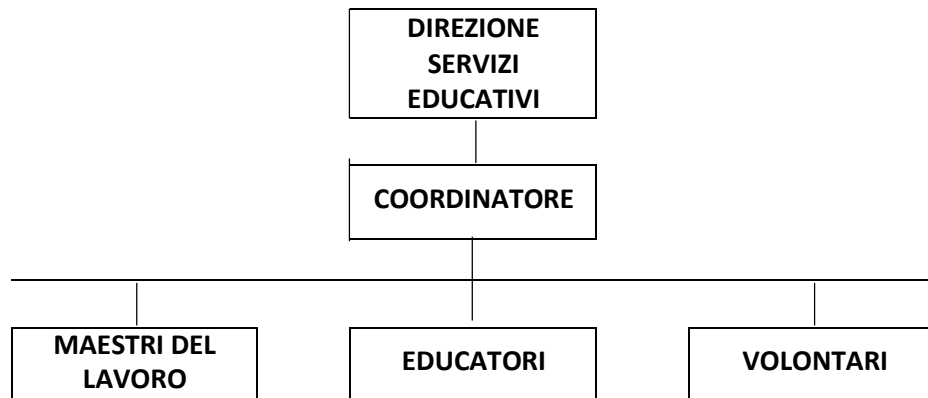 DIREZIONE
SERVIZI
EDUCATIVI
COORDINATORE
MAESTRI DEL
LAVORO
EDUCATORI
VOLONTARI